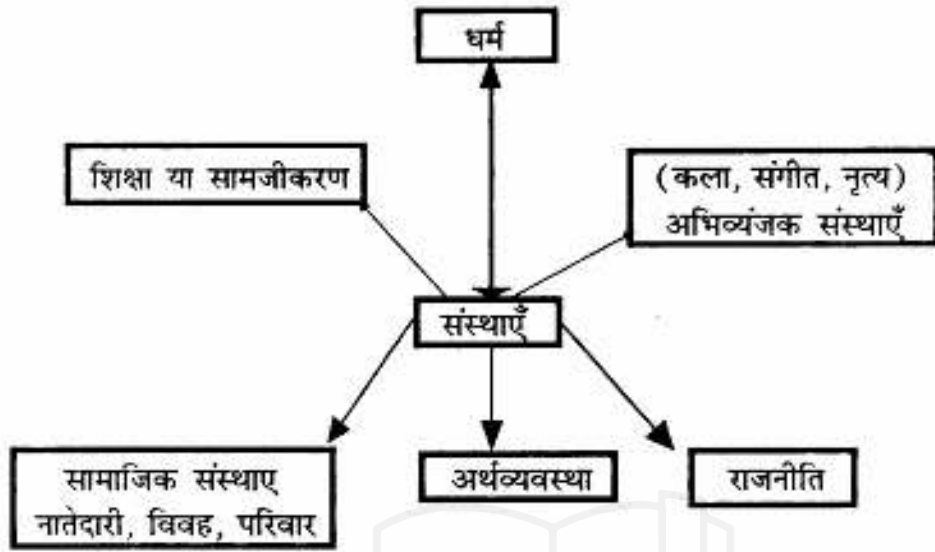 धर्म
शिक्षा या सामजीकरण
(कला, संगीत, नृत्य)
अभिव्यंजक संस्थाएँ
संस्थाएँ
सामाजिक संस्थाए
नातेदारी, विवह, परिवार
अर्थव्यवस्था
राजनीति